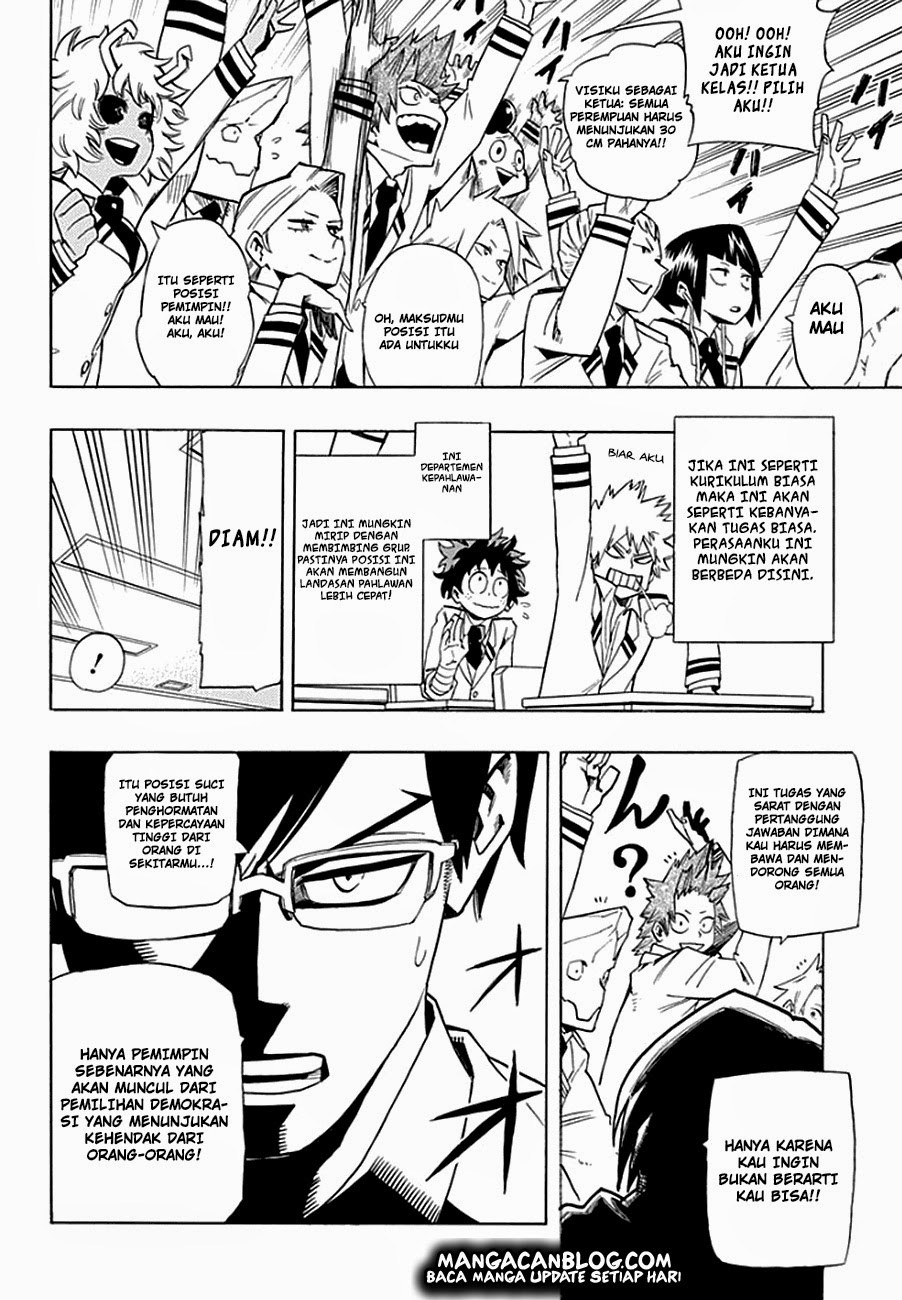 OOH! OOH!
AKU INGIN
JADI KETUA
KELAS!! PILIH
AKU!!
VISIKU SEBAGAI
KETUA: SEMUA
PEREMPUAN HARUS
MENUNJUKAN 30
CM PAHANYA!!
AKU
MAU
OH, MAKSUDMU
POSISI ITU
ADA UNTUKKU
ITU SEPERTI
POSISI
PEMIMPIN!!
AKU MAU!
AKU, AKU!
JIKA INI SEPERTI
KURIKULUM BIASA
MAKA INI AKAN
SEPERTI KEBANYA-
KAN TUGAS BIASA.
PERASAANKU INI
MUNGKIN AKAN
BERBEDA DISINI.
BIAR AKU
INI
DEPARTEMEN
KEPAHLAWA-
NAN
JADI INI MUNGKIN
MIRIP DENGAN
MEMBIMBING GRUP
PASTINYA POSISI INI
AKAN MEMBANGUN
LANDASAN PAHLAWAN
LEBIH CEPAT!
DIAM!!
!
INI TUGAS YANG
SARAT DENGAN
PERTANGGUNG
JAWABAN DIMANA
KAU HARUS MEM-
BAWA DAN MEN-
DORONG SEMUA
ORANG!
ん?
HANYA KARENA
KAU INGIN
BUKAN BERARTI
KAU BISA!!
ITU POSISI SUCI
YANG BUTUH
PENGHORMATAN
DAN KEPERCAYAAN
TINGGI DARI
ORANG DI
SEKITARMU...!
HANYA PEMIMPIN
SEBENARNYA YANG
AKAN MUNCUL DARI
PEMILIHAN DEMOKRA-
SI YANG MENUNJUKAN
KEHENDAK DARI
ORANG-ORANG!
MANGACANBLOG.COM
BACA MANGA UPDATE SETIAP HARI